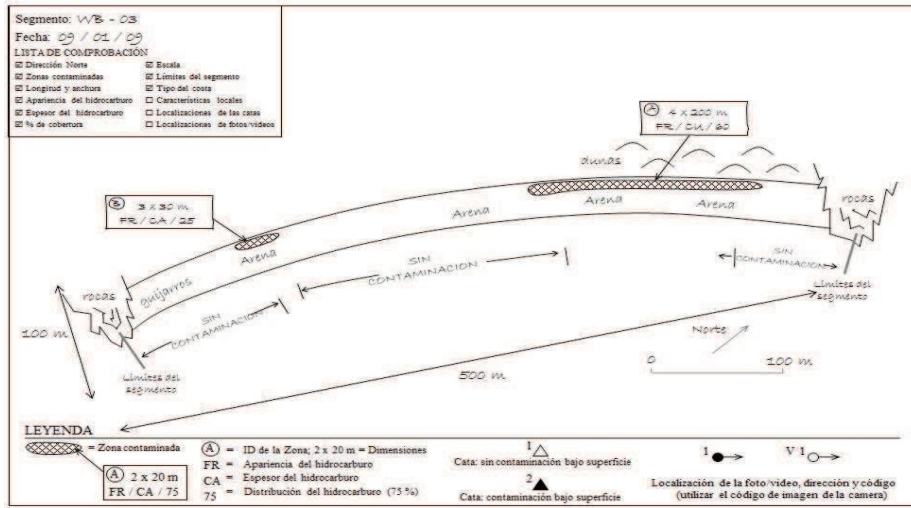 Segmento: WB - 03
Fecha: 09 / 01 / 09
LISTA DE COMPROBACIÓN
☑ Dirección Norte
☑ Zonas contaminadas
☑ Longitud y anchura
☑ Apariencia del hidrocarburo
☑ Espesor del hidrocarburo
☑ % de cobertura
☑ Escala
☑ Límites del segmento
☑ Tipo del costa
☐ Características locales
☐ Localizaciones de las catas
☐ Localizaciones de fotos/vídeos
A 4 x 200 m
FR / CU / 60
dunas
B 3 x 30 m
FR / CA / 25
rocas
Arena
Arena
Arena
Arena
guijarros
rocas
SIN
CONTAMINACION
SIN
CONTAMINACION
SIN
CONTAMINACION
Límites del
segmento
100 m
Norte
0 100 m
500 m
Límites del
segmento
LEYENDA
= Zona contaminada
A 2 x 20 m
FR / CA / 75
A = ID de la Zona; 2 x 20 m = Dimensiones
FR = Apariencia del hidrocarburo
CA = Espesor del hidrocarburo
75 = Distribución del hidrocarburo (75 %)
1
Cata: sin contaminación bajo superficie
2
Cata: contaminación bajo superficie
1 V 1
Localización de la foto/vídeo, dirección y código
(utilizar el código de imagen de la camera)